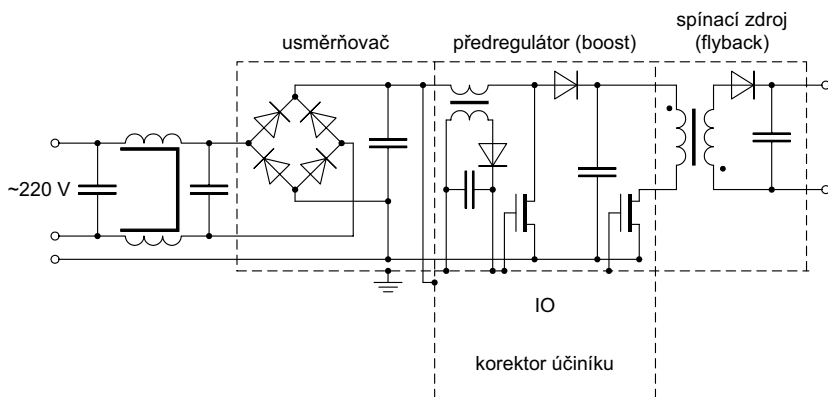 usměrňovač
předregulátor (boost)
spínací zdroj
(flyback)
~220 V
IO
korektor účiníku